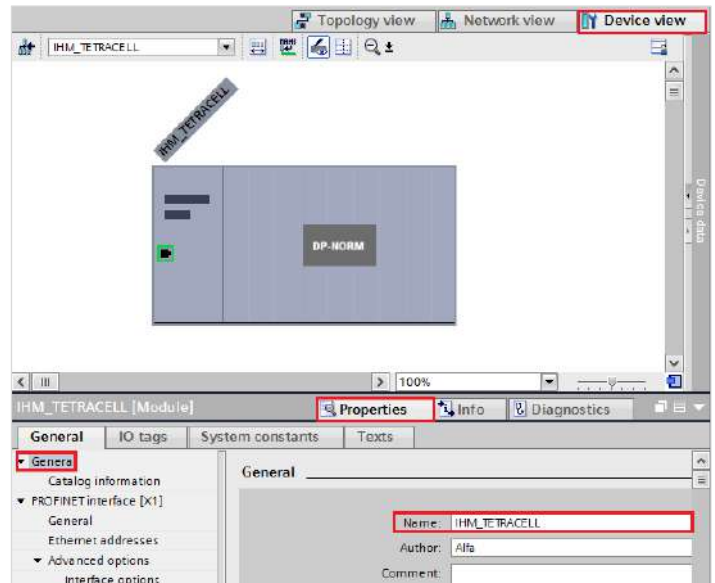 Topology view Network view Device view
IHM_TETRACELL
IHM_TETRACELL
DP-NORM
Device data
100%
IHM_TETRACELL [Module]
Properties Info Diagnostics
General IO tags System constants Texts
General
Catalog information
PROFINET interface [X1]
General
Ethernet addresses
Advanced options
Interface options
General
Name: IHM_TETRACELL
Author: Alfa
Comment: